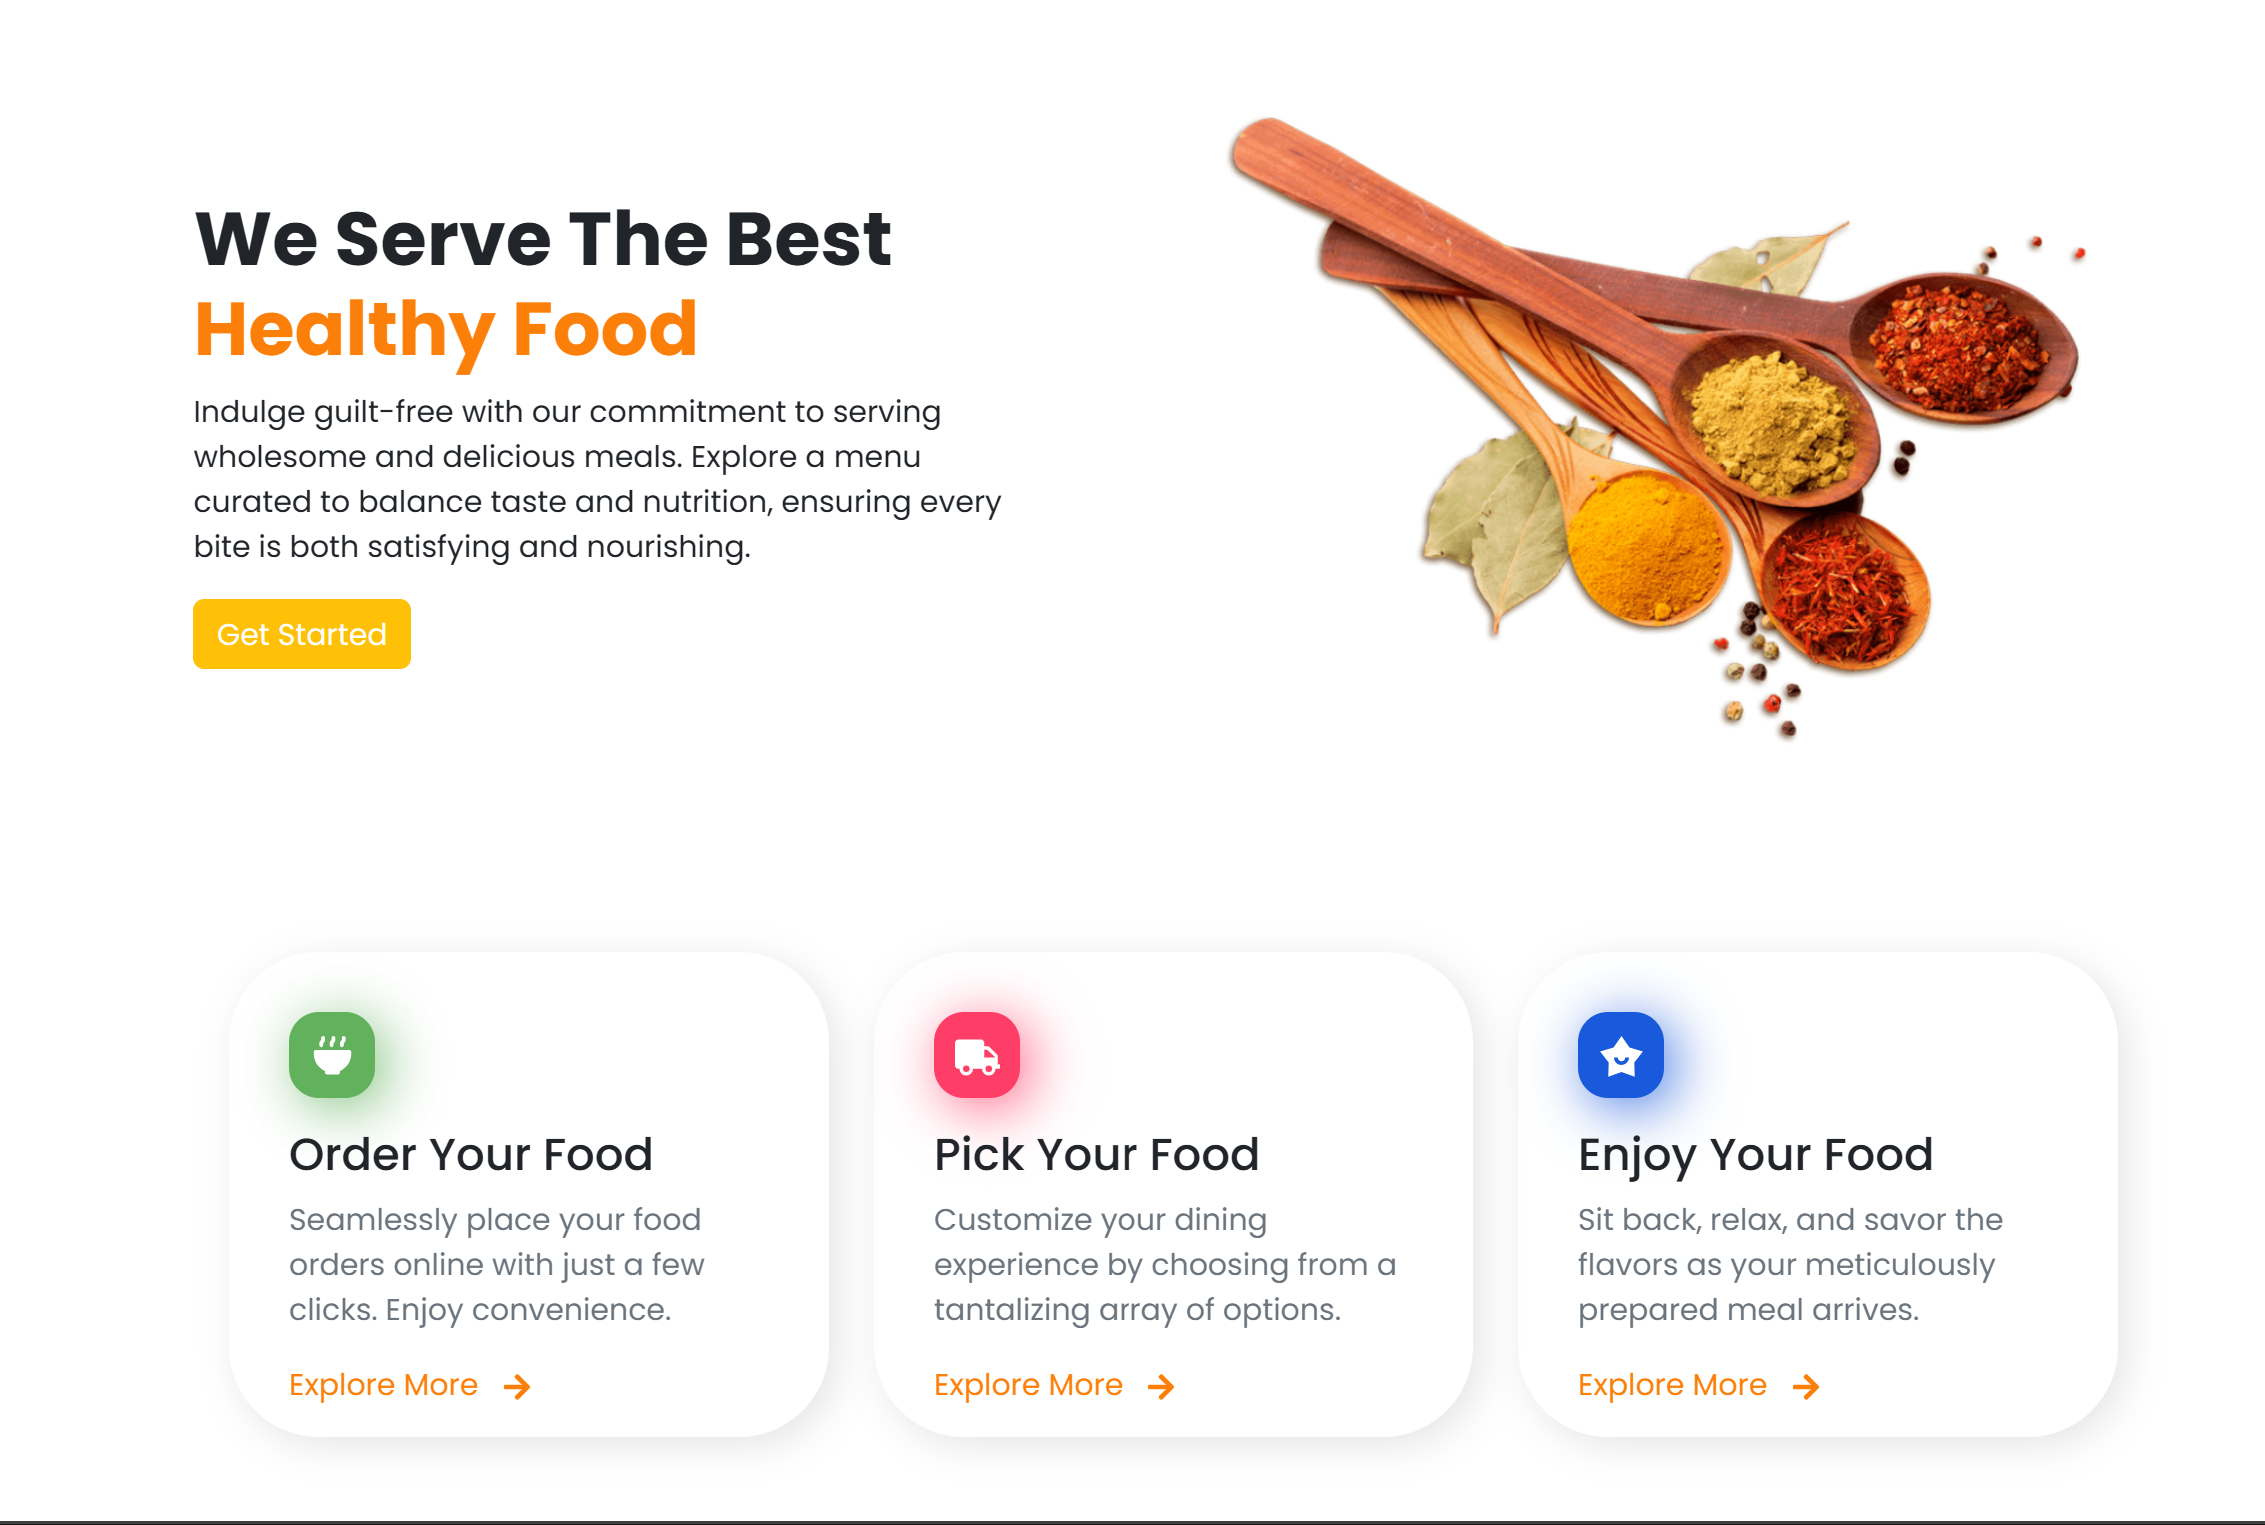 We Serve The Best
Healthy Food
Indulge guilt-free with our commitment to serving
wholesome and delicious meals. Explore a menu
curated to balance taste and nutrition, ensuring every
bite is both satisfying and nourishing.
Get Started
Order Your Food
Seamlessly place your food
orders online with just a few
clicks. Enjoy convenience.
Explore More
Pick Your Food
Customize your dining
experience by choosing from a
tantalizing array of options.
Explore More
Enjoy Your Food
Sit back, relax, and savor the
flavors as your meticulously
prepared meal arrives.
Explore More